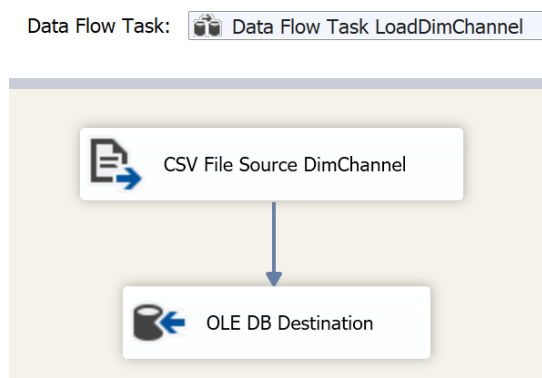 Data Flow Task: Data Flow Task LoadDimChannel
CSV File Source DimChannel
OLE DB Destination